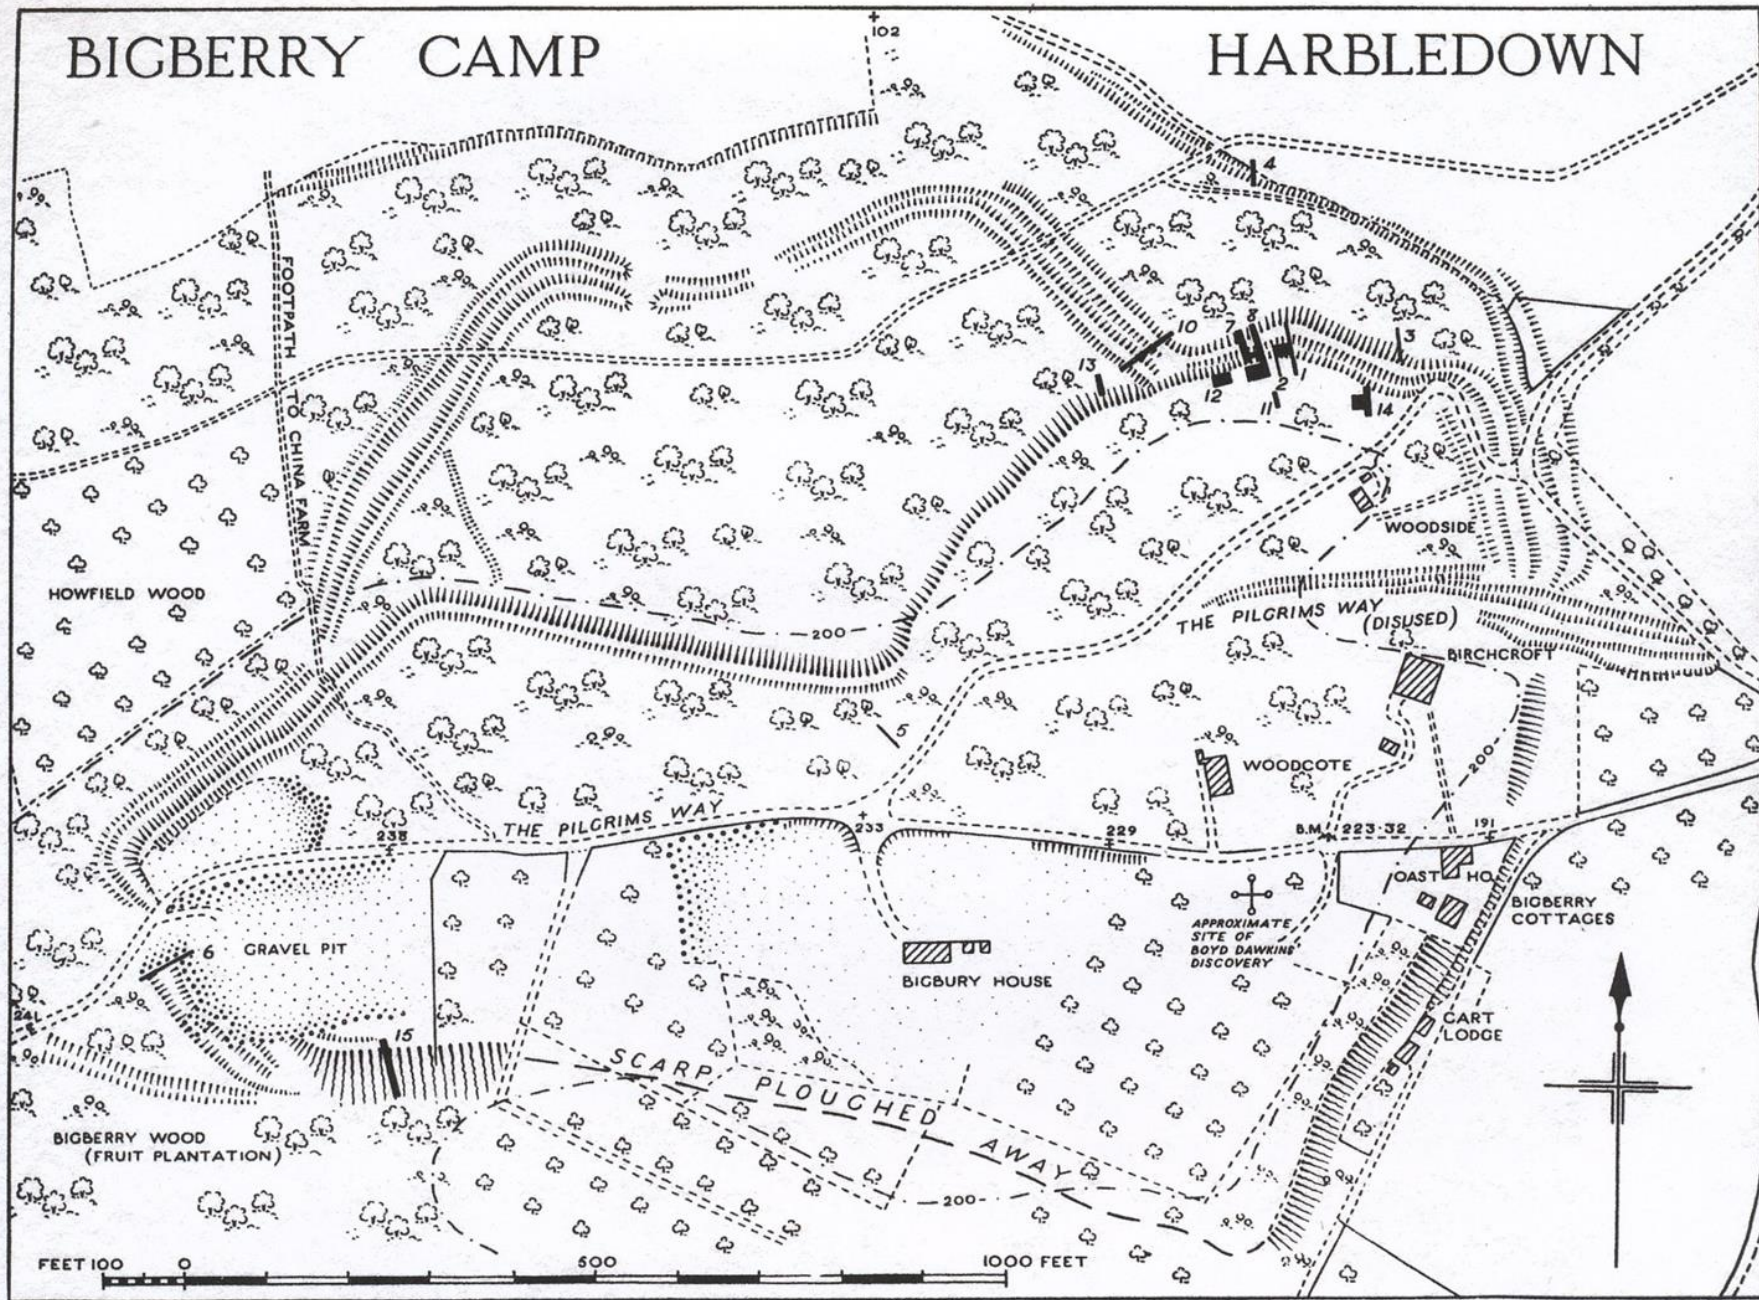 BIGBERRY CAMP
HARBLEDOWN
102
4
FOOTPATH TO CHINA FARM
10
7
8
3
13
12
2
1
11
14
WOODSIDE
HOWFIELD WOOD
200
THE PILGRIMS WAY
(DISUSED)
BIRCHCROFT
5
WOODCOTE
200
THE PILGRIMS WAY
238
233
229
B.M. 223·32
191
OAST HO.
BIGBERRY
COTTAGES
APPROXIMATE
SITE OF
BOYD DAWKINS'
DISCOVERY
6
GRAVEL PIT
BIGBURY HOUSE
241
15
CART
LODGE
SCARP PLOUGHED AWAY
BIGBERRY WOOD
(FRUIT PLANTATION)
200
FEET 100 0 500 1000 FEET